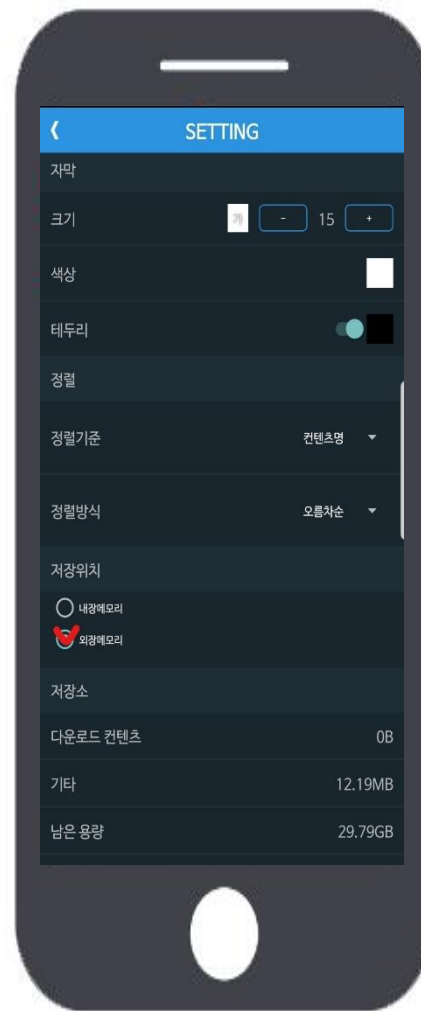 SETTING
자막
크기 가 - 15 +
색상
테두리
정렬
정렬기준 컨텐츠명
정렬방식 오름차순
저장위치
내장메모리
외장메모리
저장소
다운로드 컨텐츠 0B
기타 12.19MB
남은 용량 29.79GB